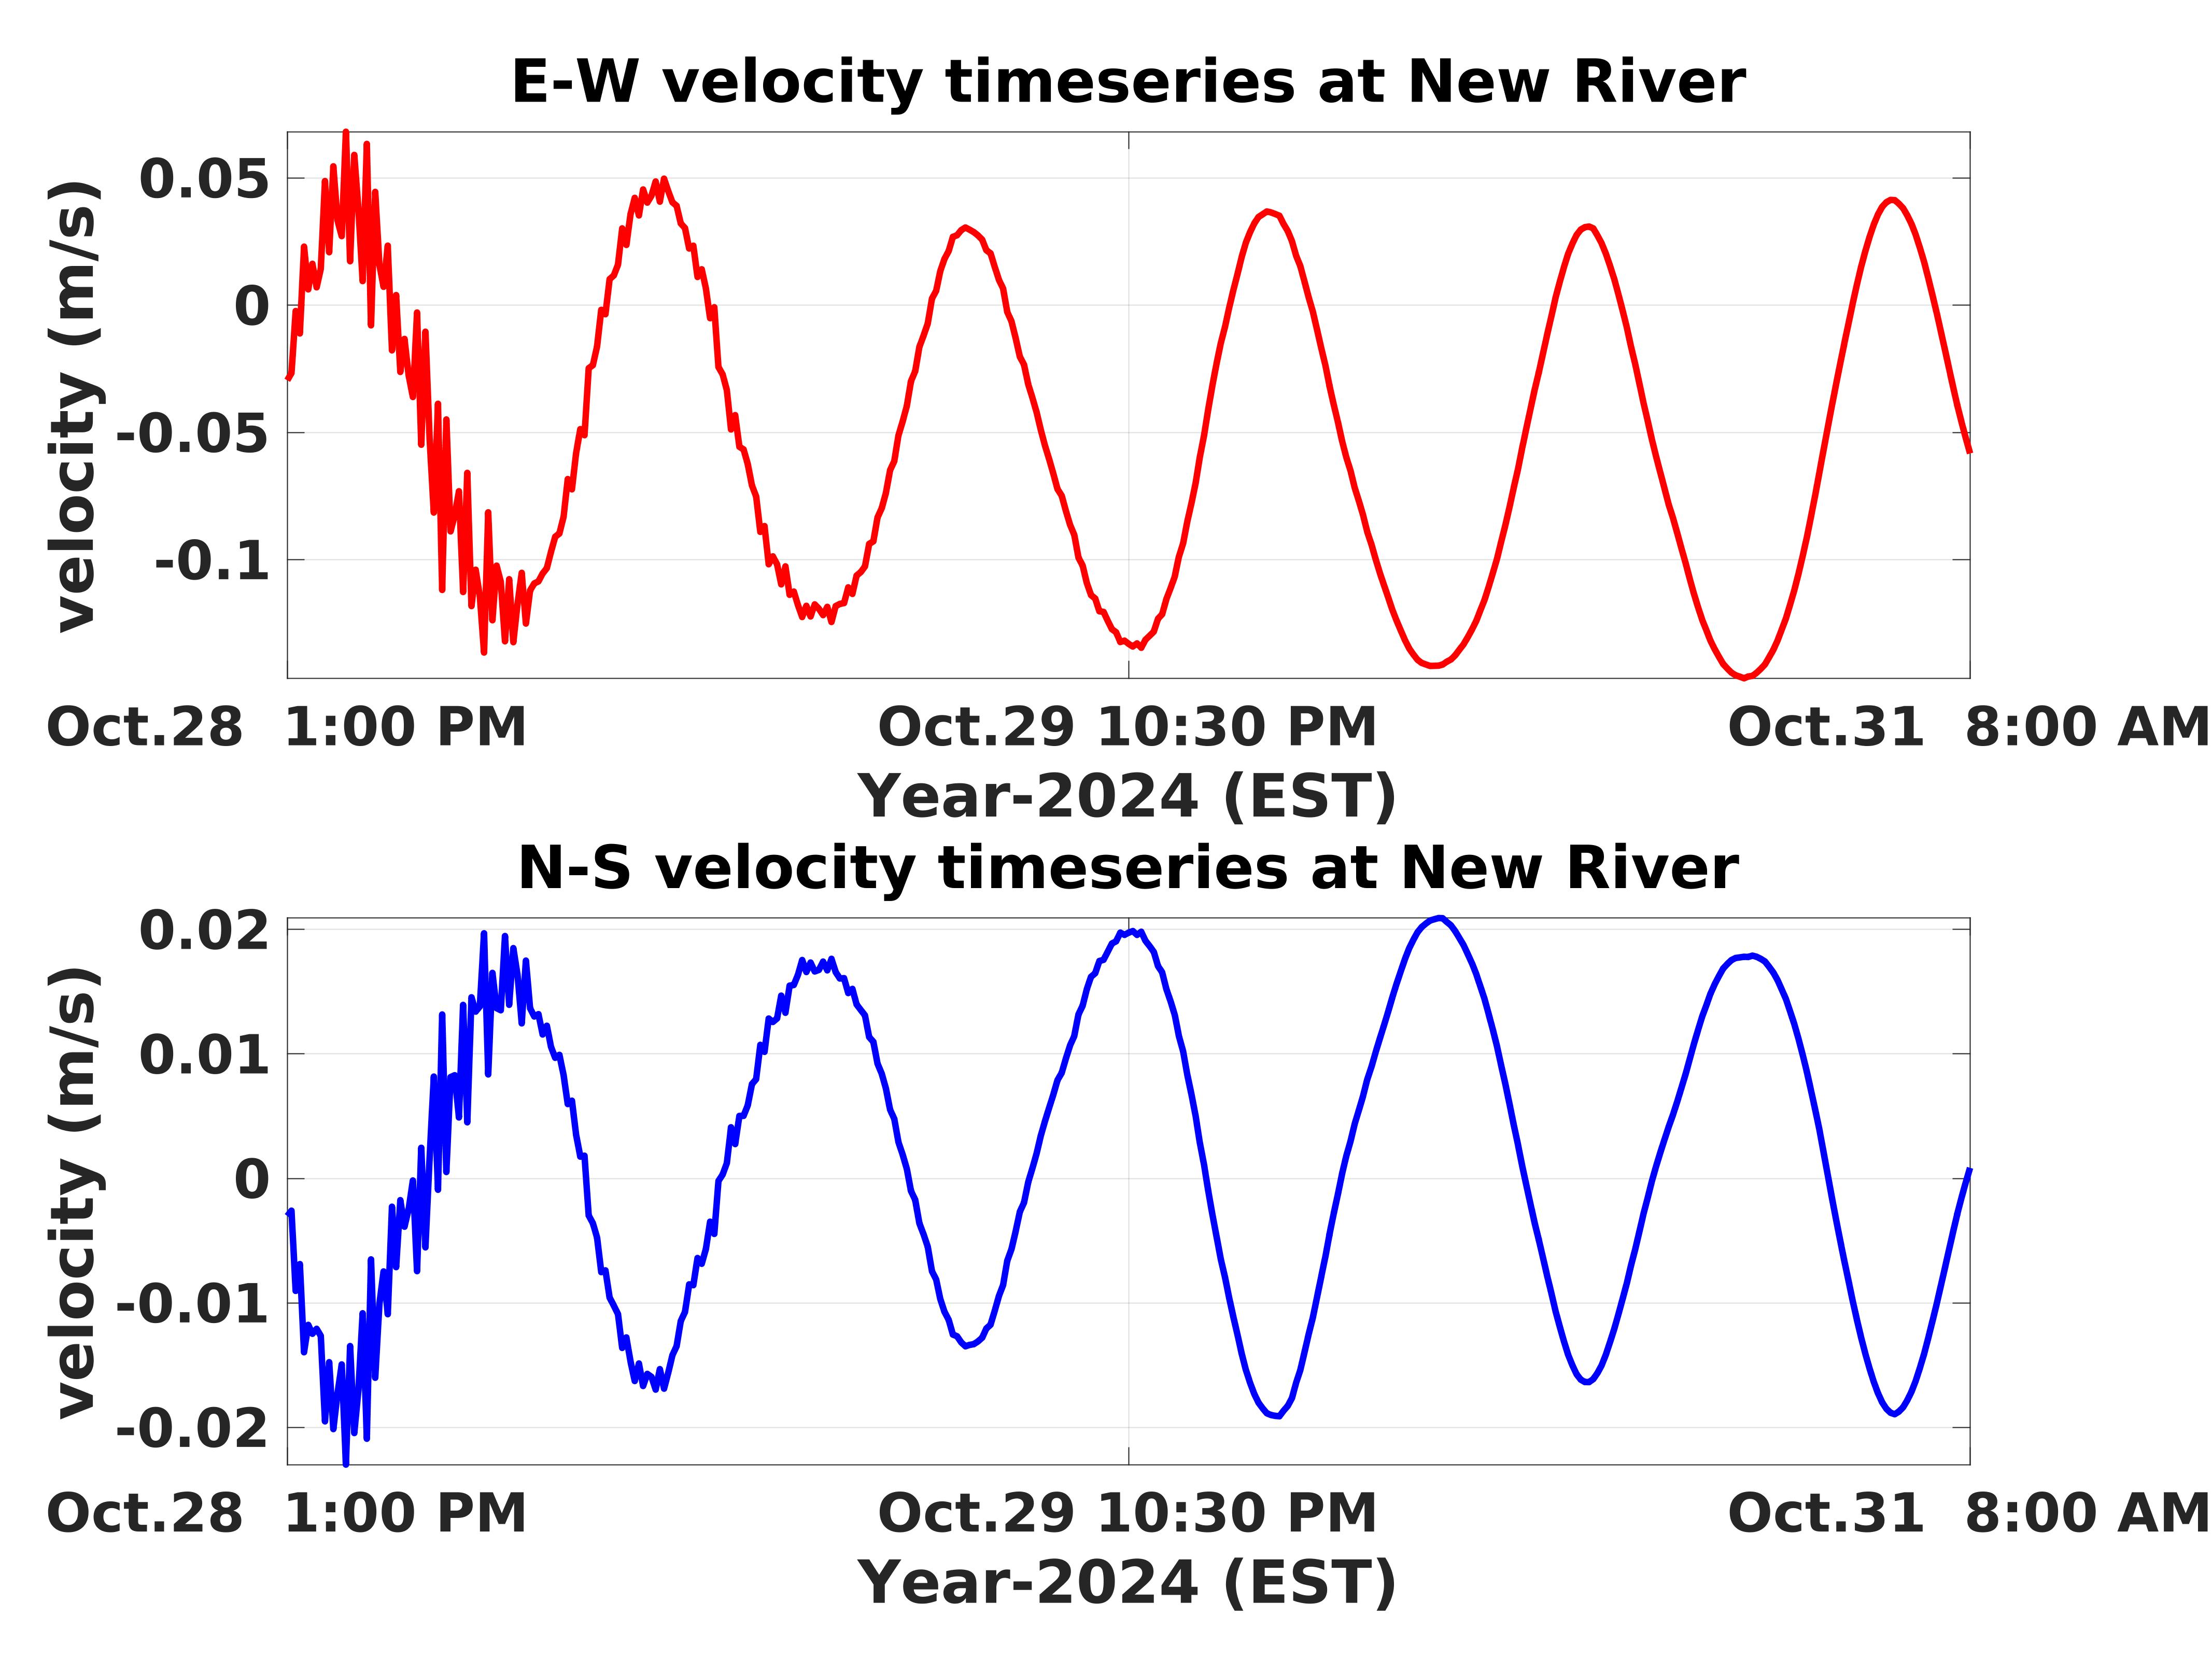 E-W velocity timeseries at New River
velocity (m/s)
0.05
0
-0.05
-0.1
Oct.28 1:00 PM
Oct.29 10:30 PM
Oct.31 8:00 AM
Year-2024 (EST)
N-S velocity timeseries at New River
velocity (m/s)
0.02
0.01
0
-0.01
-0.02
Oct.28 1:00 PM
Oct.29 10:30 PM
Oct.31 8:00 AM
Year-2024 (EST)